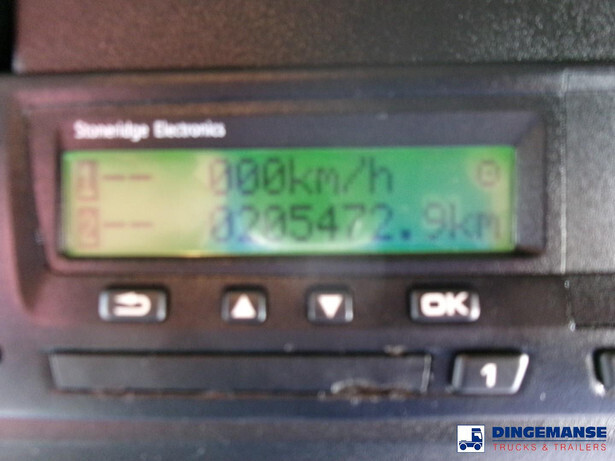 Stoneridge Electronics
1-- 000km/h
2-- 0205472.9km
OK
1
DINGEMANSE
TRUCKS & TRAILERS